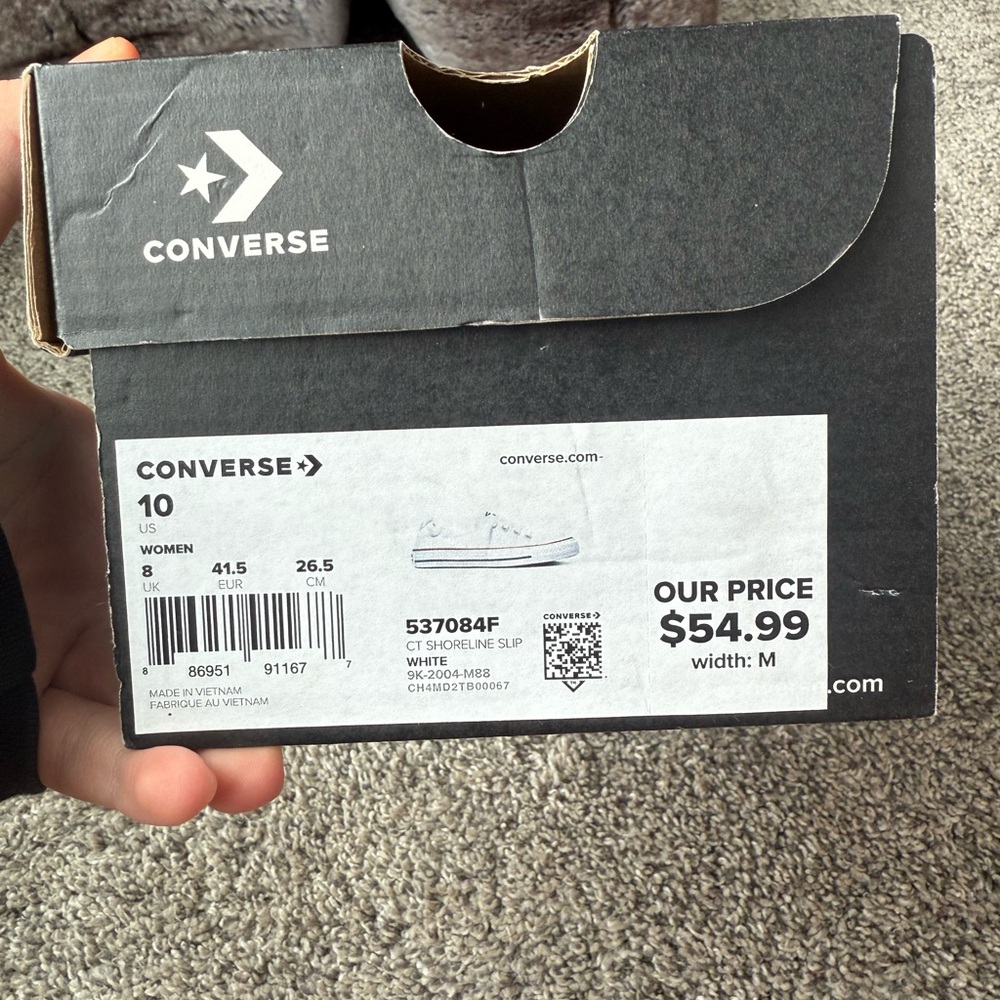 CONVERSE
CONVERSE
converse.com-
10
US
WOMEN
8 41.5 26.5
UK EUR CM
8 86951 91167 7
MADE IN VIETNAM
FABRIQUE AU VIETNAM
537084F
CT SHORELINE SLIP
WHITE
9K-2004-M88
CH4MD2TB00067
CONVERSE
TM
OUR PRICE
$54.99
width: M
.com